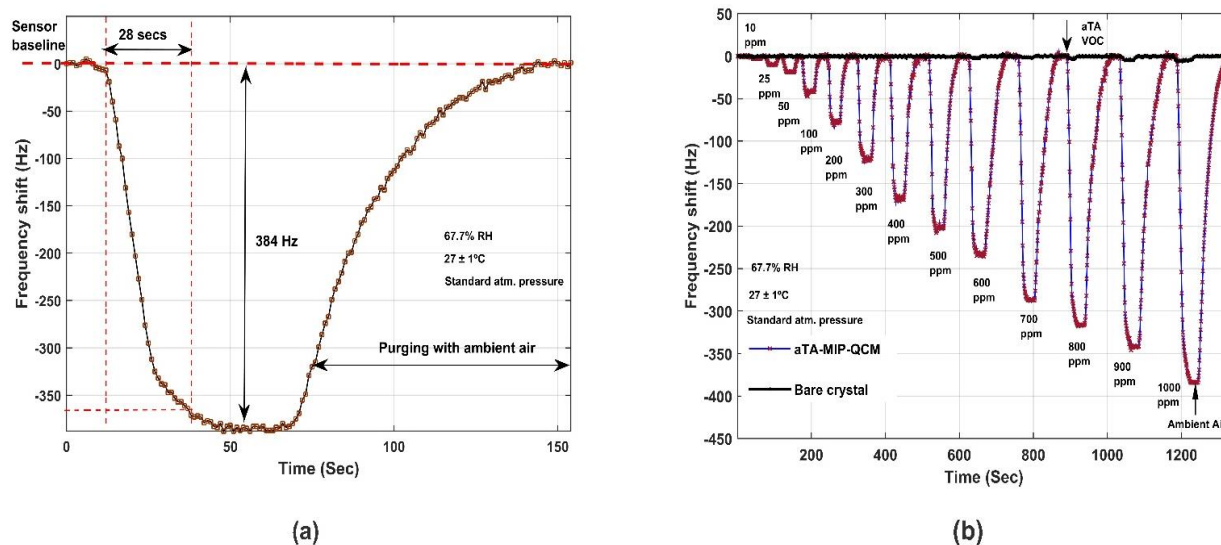 Sensor
baseline
28 secs
0
-50
-100
-150
-200
-250
-300
-350
384 Hz
67.7% RH
27 ± 1ºC
Standard atm. pressure
Purging with ambient air
Frequency shift (Hz)
0
50
100
150
Time (Sec)
(a)
50
0
-50
-100
-150
-200
-250
-300
-350
-400
-450
10
ppm
25
ppm
50
ppm
100
ppm
200
ppm
300
ppm
400
ppm
500
ppm
600
ppm
700
ppm
800
ppm
900
ppm
1000
ppm
aTA
VOC
67.7% RH
27 ± 1ºC
Standard atm. pressure
aTA-MIP-QCM
Bare crystal
Ambient Ai
Frequency shift (Hz)
200
400
600
800
1000
1200
Time (Sec)
(b)